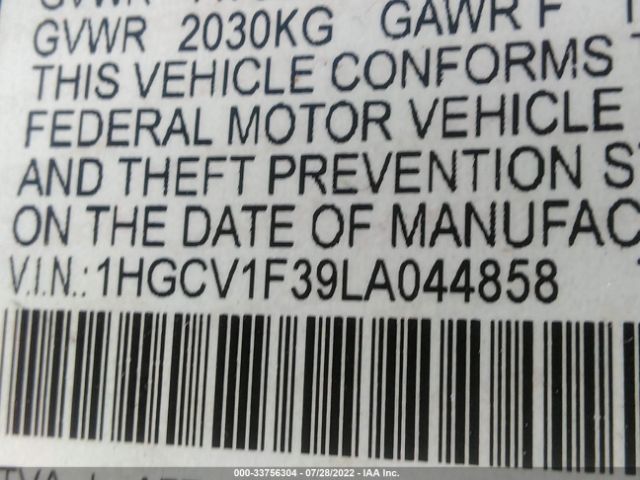 GVWR 2030KG GAWR F
THIS VEHICLE CONFORMS
FEDERAL MOTOR VEHICLE
AND THEFT PREVENTION
ON THE DATE OF MANUFAC
V.I.N.: 1HGCV1F39LA044858
000-33756304 / 07/28/2022 - IAA Inc.